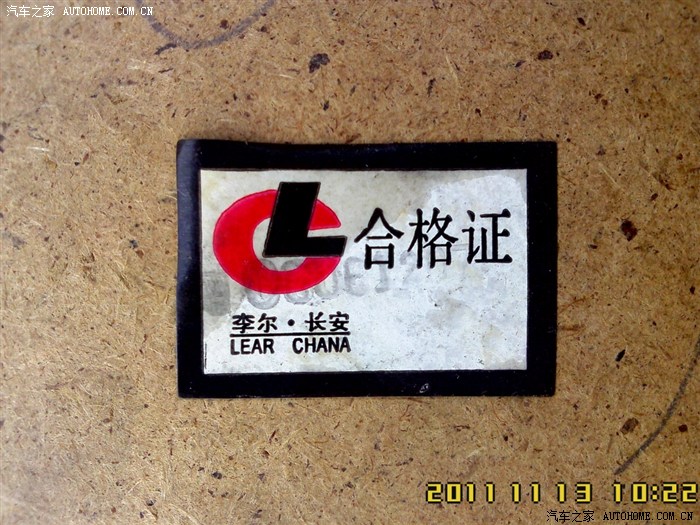 汽车之家 AUTOHOME.COM.CN
合格证
李尔·长安
LEAR CHANA
2011 11 13 10:22
汽车之家 AUTOHOME.COM.CN